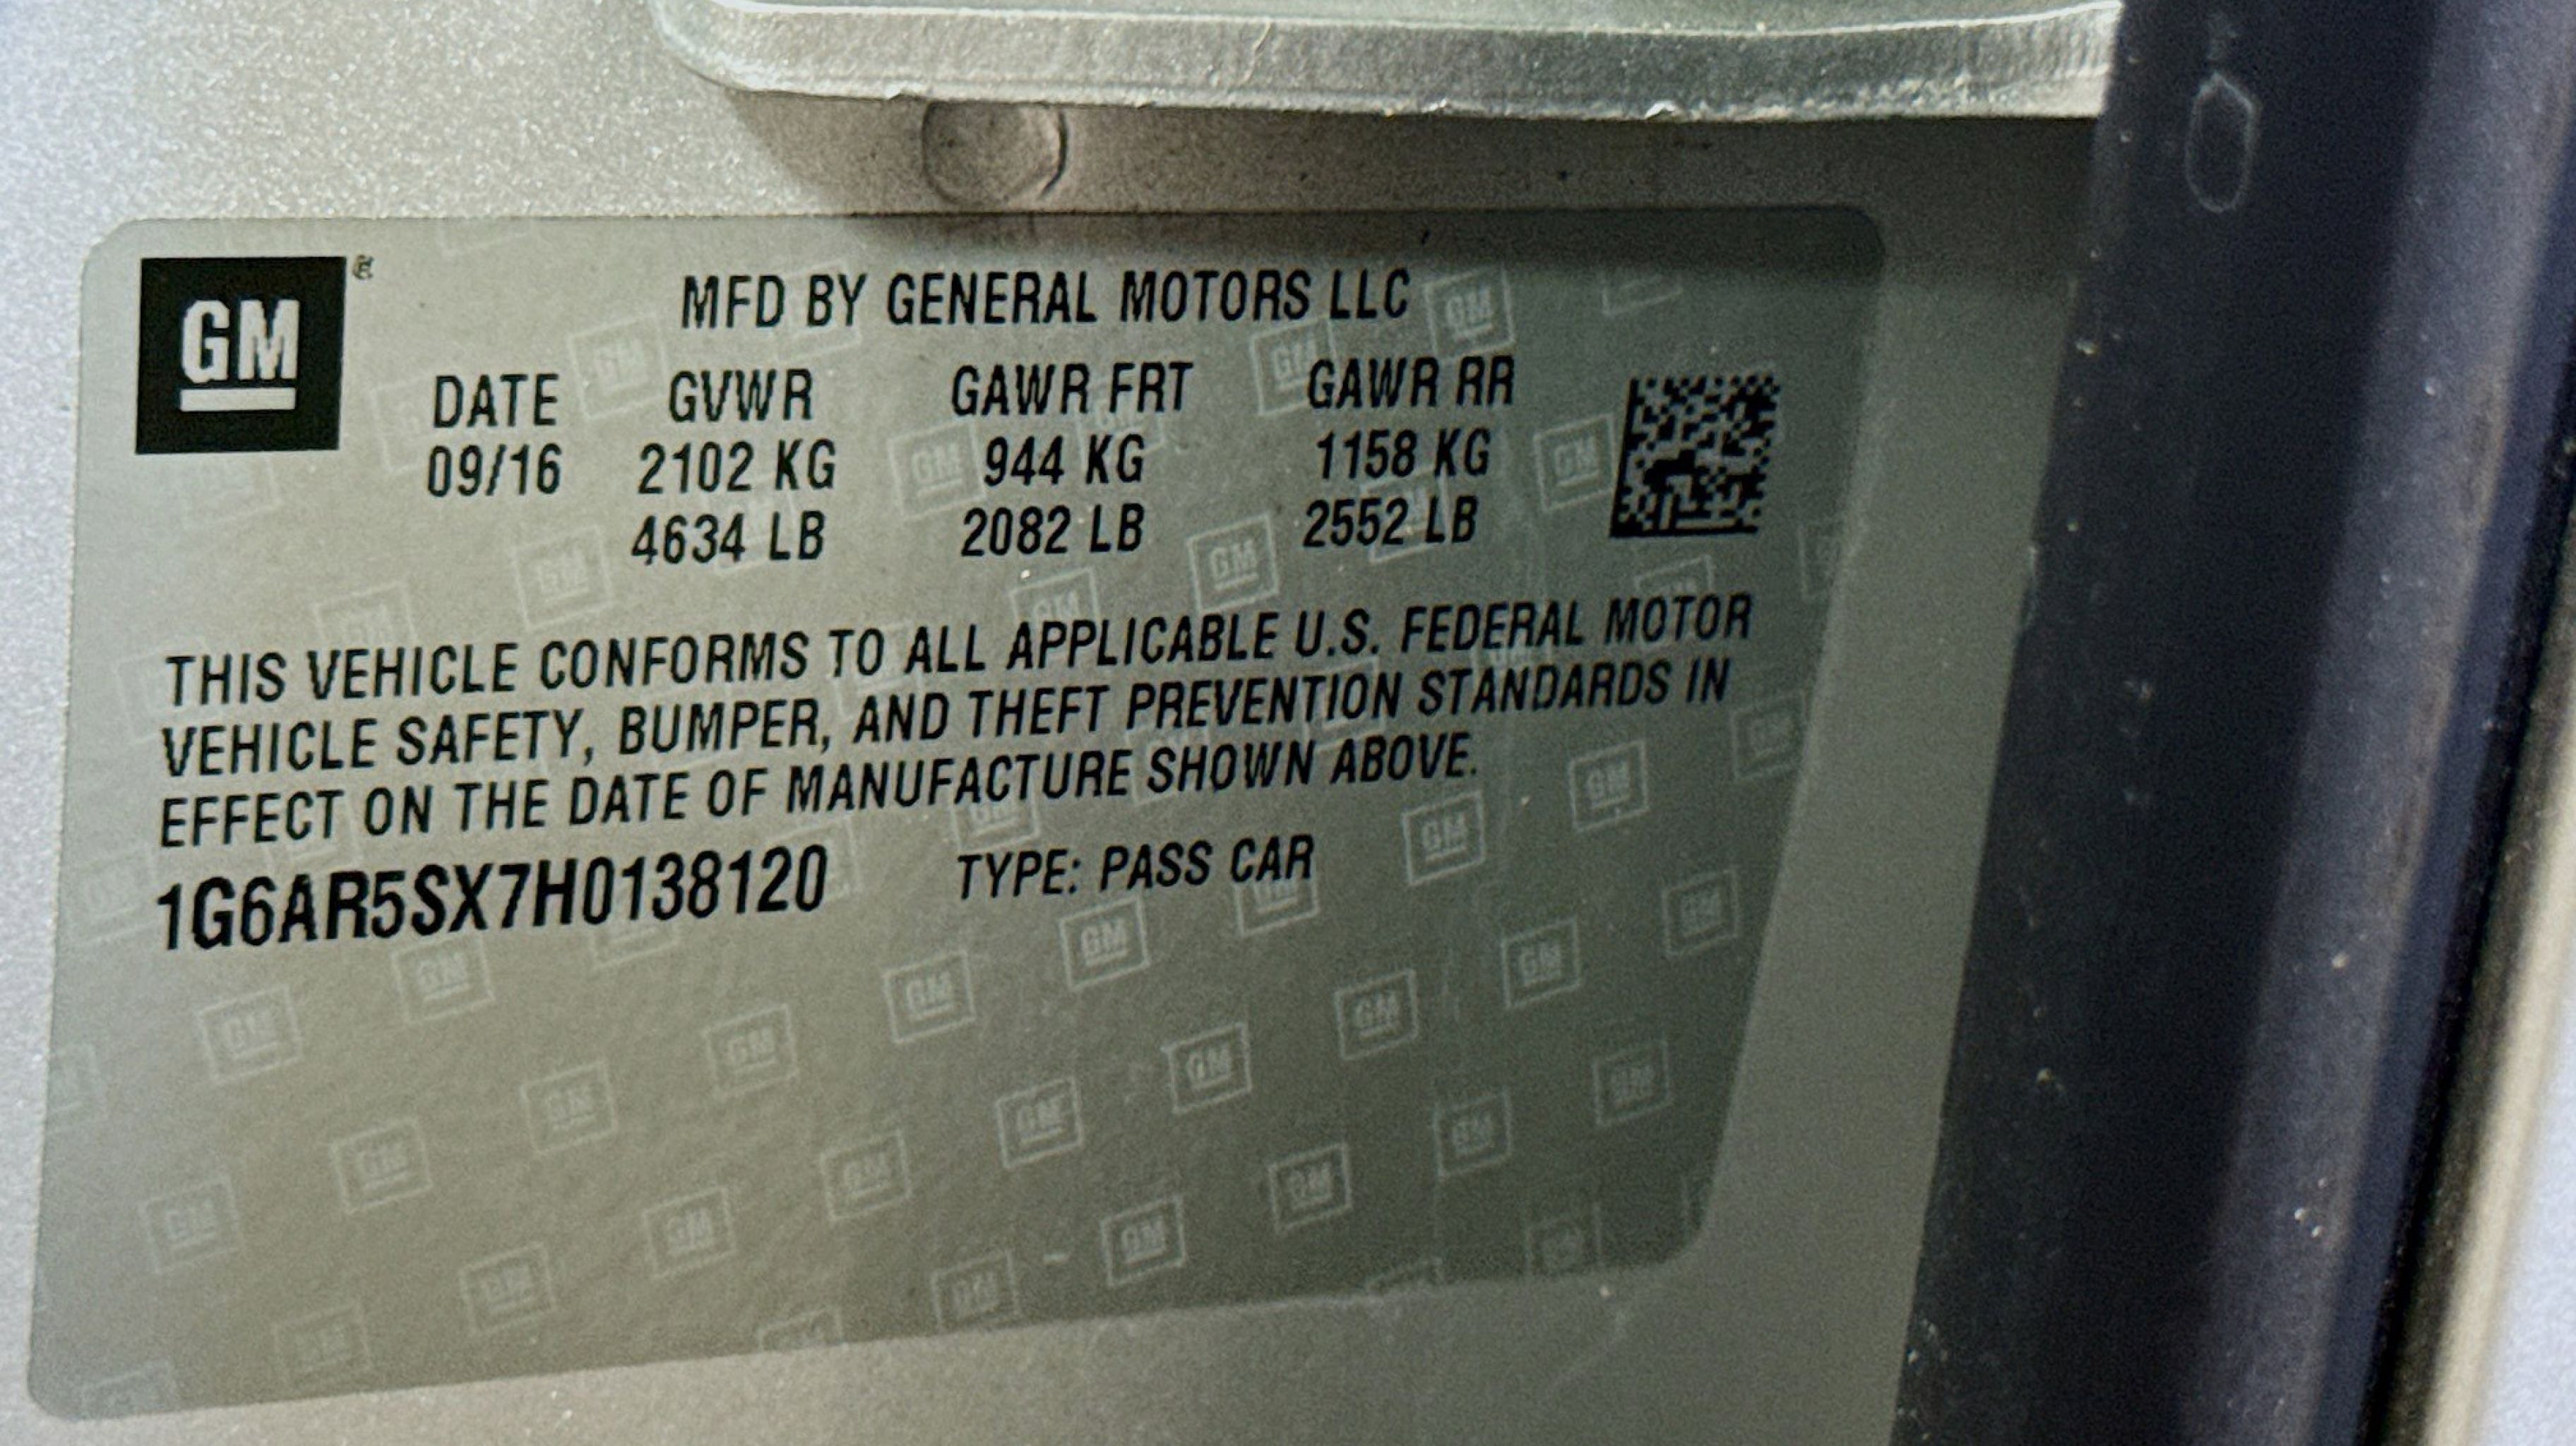 GM
MFD BY GENERAL MOTORS LLC
DATE GVWR GAWR FRT GAWR RR
09/16 2102 KG 944 KG 1158 KG
4634 LB 2082 LB 2552 LB
THIS VEHICLE CONFORMS TO ALL APPLICABLE U.S. FEDERAL MOTOR
VEHICLE SAFETY, BUMPER, AND THEFT PREVENTION STANDARDS IN
EFFECT ON THE DATE OF MANUFACTURE SHOWN ABOVE.
1G6AR5SX7H0138120 TYPE: PASS CAR